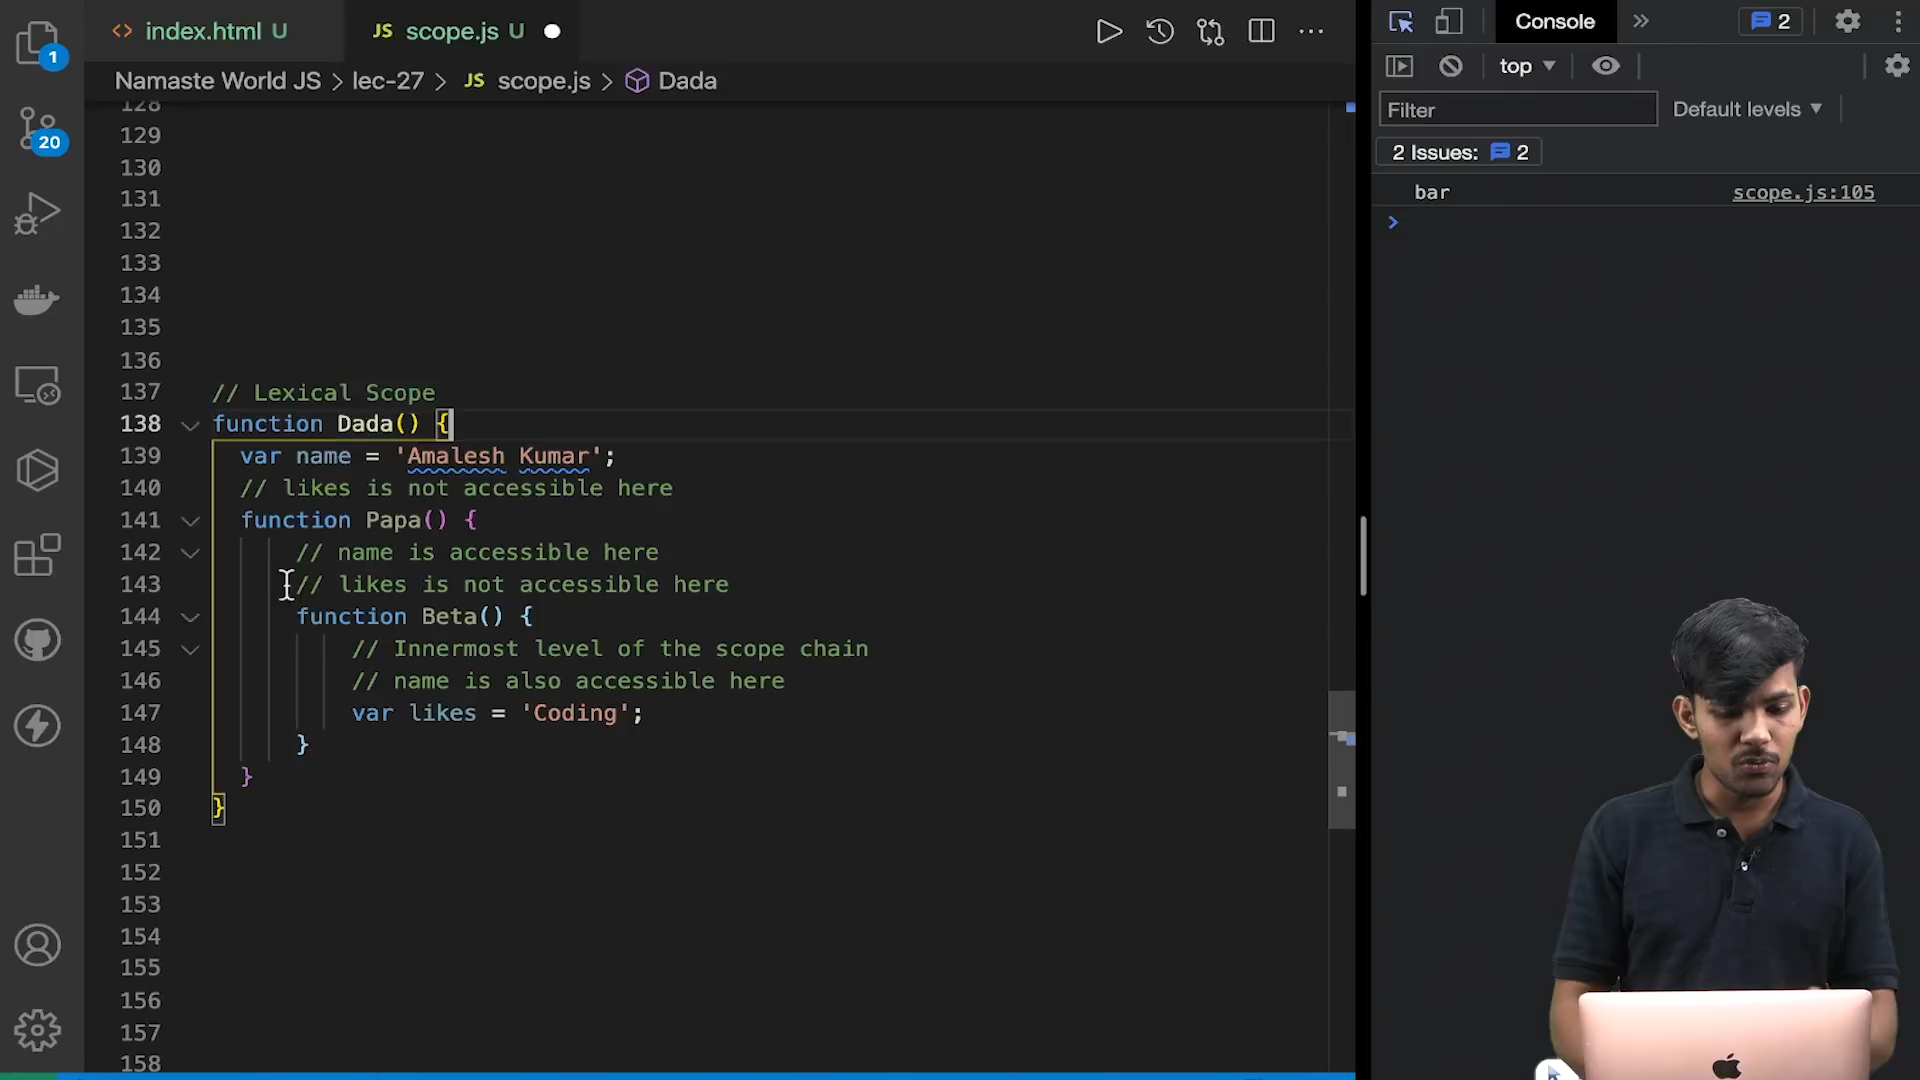 index.html U
JS scope.js U
Namaste World JS > lec-27 > JS scope.js > Dada
1
20
128
129
130
131
132
133
134
135
136
137 // Lexical Scope
138 function Dada() {
139 var name = 'Amalesh Kumar';
140 // likes is not accessible here
141 function Papa() {
142 // name is accessible here
143 // likes is not accessible here
144 function Beta() {
145 // Innermost level of the scope chain
146 // name is also accessible here
147 var likes = 'Coding';
148 }
149 }
150 }
151
152
153
154
155
156
157
158
Console » 2
top
Filter Default levels
2 Issues: 2
bar scope.js:105
>